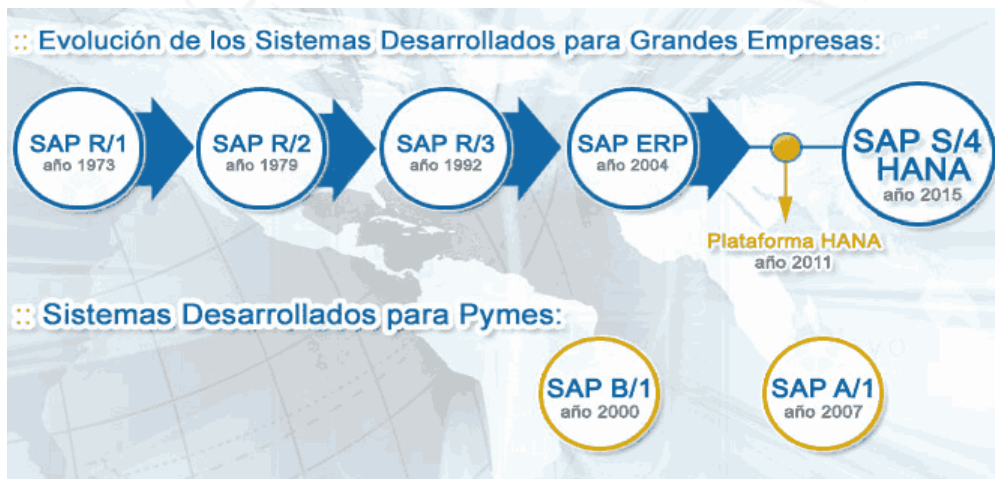 :: Evolución de los Sistemas Desarrollados para Grandes Empresas:
SAP R/1
año 1973
SAP R/2
año 1979
SAP R/3
año 1992
SAP ERP
año 2004
Plataforma HANA
año 2011
SAP S/4
HANA
año 2015
:: Sistemas Desarrollados para Pymes:
SAP B/1
año 2000
SAP A/1
año 2007